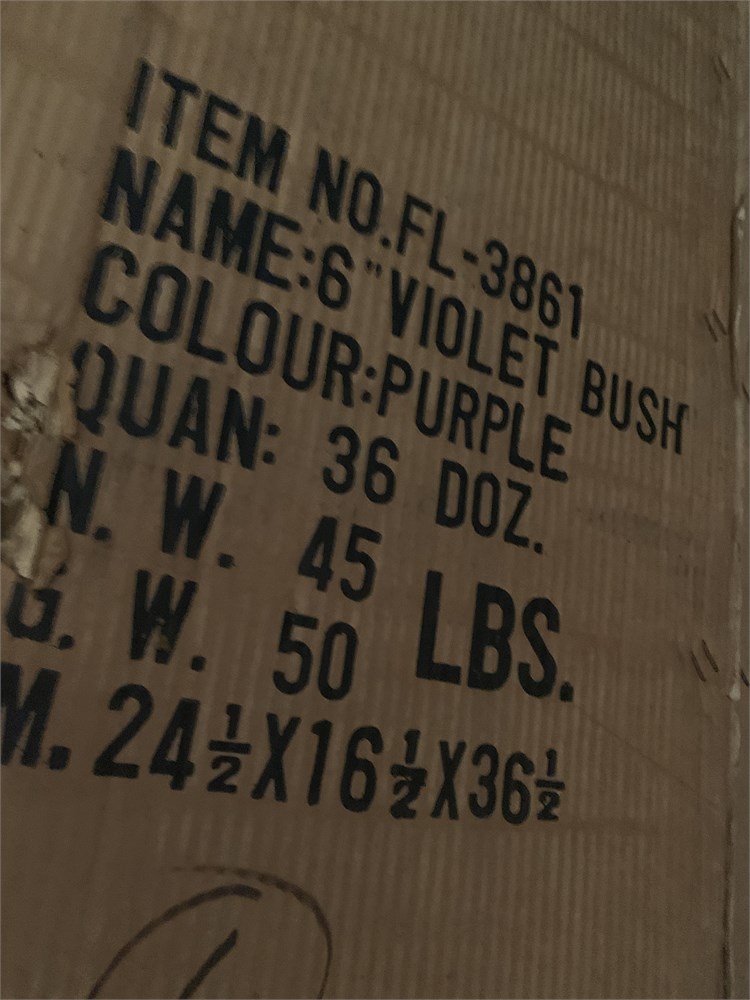 ITEM NO.FL-3861
NAME:6"VIOLET BUSH
COLOUR:PURPLE
QUAN: 36 DOZ.
N. W. 45 LBS.
G. W. 50
M. 24½X16½X36½